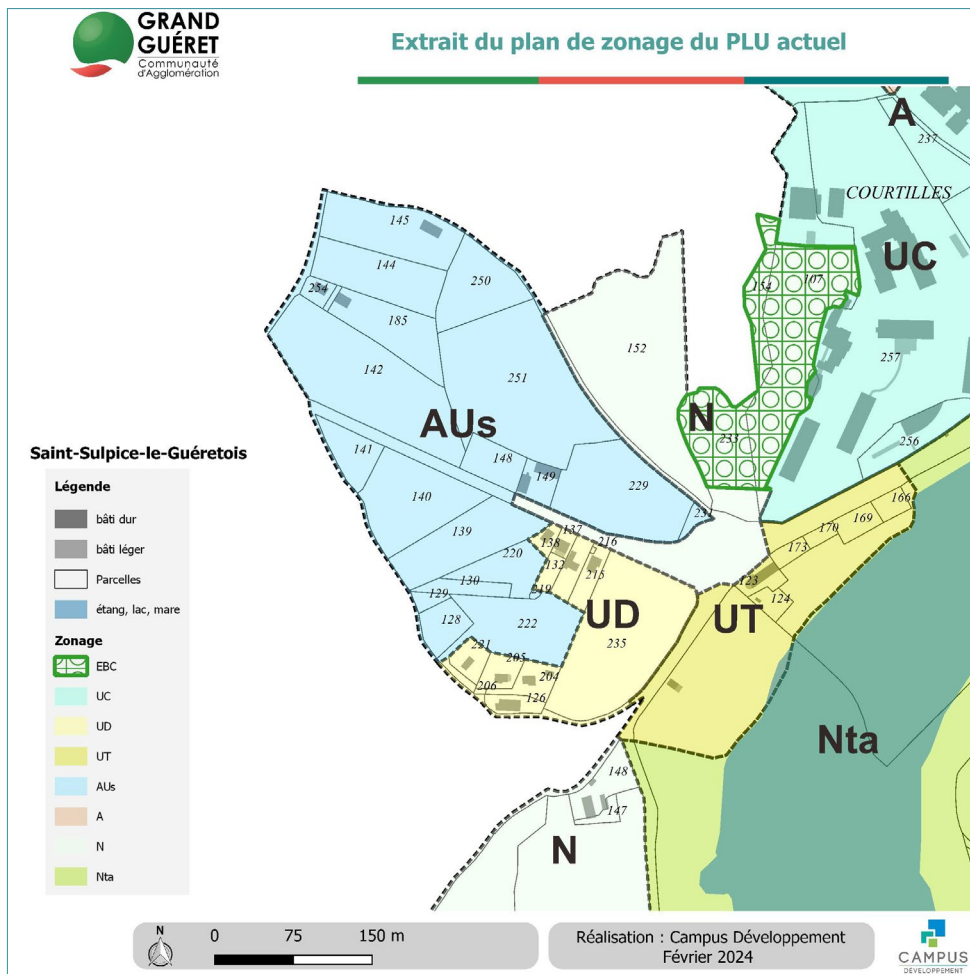 GRAND
GUÉRET
Communauté
d'Agglomération
Extrait du plan de zonage du PLU actuel
A
237
COURTILLES
145
UC
144
250
254
154
107
185
152
257
142
251
AUs
N
233
256
Saint-Sulpice-le-Guéretois
141
148
149
229
Légende
140
166
bâti dur
231
169
bâti léger
139
137
170
138
216
173
Parcelles
220
132
215
étang, lac, mare
130
219
123
129
124
Zonage
128
222
UD
UT
EBC
221
235
UC
205
204
206
126
UD
UT
Nta
AUs
148
A
147
N
N
Nta
N
0 75 150 m
Réalisation : Campus Développement
Février 2024
CAMPUS
DÉVELOPPEMENT